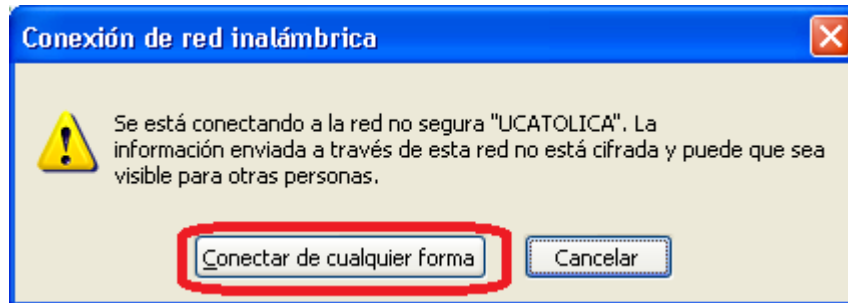 Conexión de red inalámbrica
Se está conectando a la red no segura "UCATOLICA". La
información enviada a través de esta red no está cifrada y puede que sea
visible para otras personas.
Conectar de cualquier forma
Cancelar